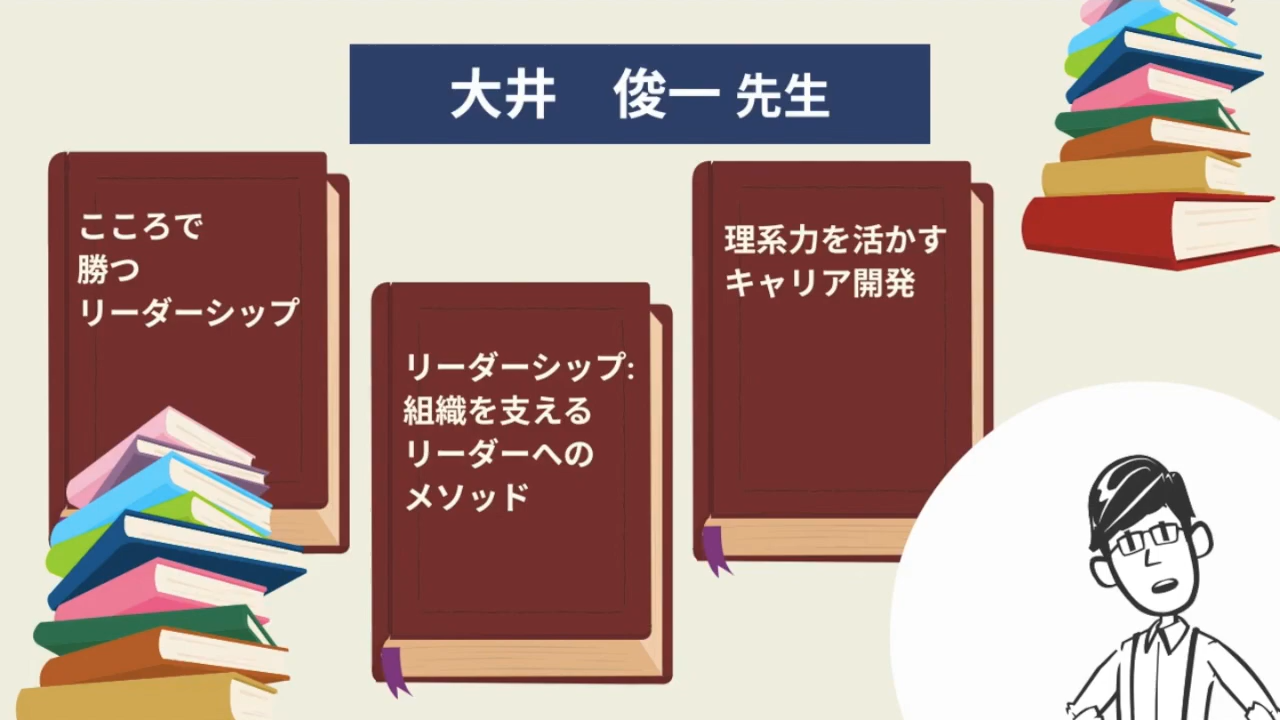 大井　俊一 先生
こころで
勝つ
リーダーシップ
リーダーシップ:
組織を支える
リーダーへの
メソッド
理系力を活かす
キャリア開発